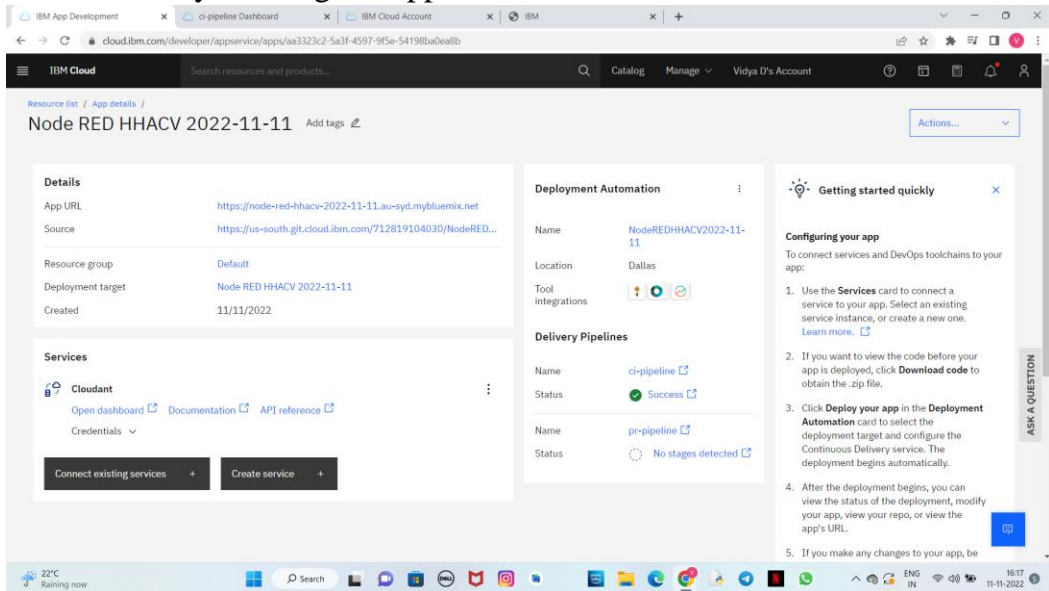 IBM App Development
ci-pipeline Dashboard
IBM Cloud Account
IBM
cloud.ibm.com/developer/appservice/apps/aa3323c2-5a3f-4597-9f5e-54198ba0ea8b
V
IBM Cloud
Search resources and products...
Catalog
Manage
Vidya D's Account
Resource list / App details /
Node RED HHACV 2022-11-11
Add tags
Actions...
Details
App URL
https://node-red-hhacv-2022-11-11.au-syd.mybluemix.net
Source
https://us-south.git.cloud.ibm.com/712819104030/NodeRED...
Resource group
Default
Deployment target
Node RED HHACV 2022-11-11
Created
11/11/2022
Services
Cloudant
Open dashboard
Documentation
API reference
Credentials
Connect existing services +
Create service +
Deployment Automation
Name
NodeREDHHACV2022-11-
11
Location
Dallas
Tool
integrations
Delivery Pipelines
Name
ci-pipeline
Status
Success
Name
pr-pipeline
Status
No stages detected
Getting started quickly
Configuring your app
To connect services and DevOps toolchains to your
app:
1. Use the Services card to connect a
service to your app. Select an existing
service instance, or create a new one.
Learn more.
2. If you want to view the code before your
app is deployed, click Download code to
obtain the .zip file.
3. Click Deploy your app in the Deployment
Automation card to select the
deployment target and configure the
Continuous Delivery service. The
deployment begins automatically.
4. After the deployment begins, you can
view the status of the deployment, modify
your app, view your repo, or view the
app's URL.
5. If you make any changes to your app, be
ASK A QUESTION
22°C
Raining now
Search
DELL
N
ENG
IN
16:17
11-11-2022